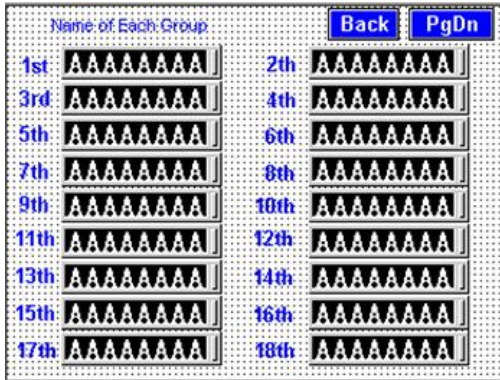 Name of Each Group Back PgDn
1st AAAAAAAA 2th AAAAAAAA
3rd AAAAAAAA 4th AAAAAAAA
5th AAAAAAAA 6th AAAAAAAA
7th AAAAAAAA 8th AAAAAAAA
9th AAAAAAAA 10th AAAAAAAA
11th AAAAAAAA 12th AAAAAAAA
13th AAAAAAAA 14th AAAAAAAA
15th AAAAAAAA 16th AAAAAAAA
17th AAAAAAAA 18th AAAAAAAA